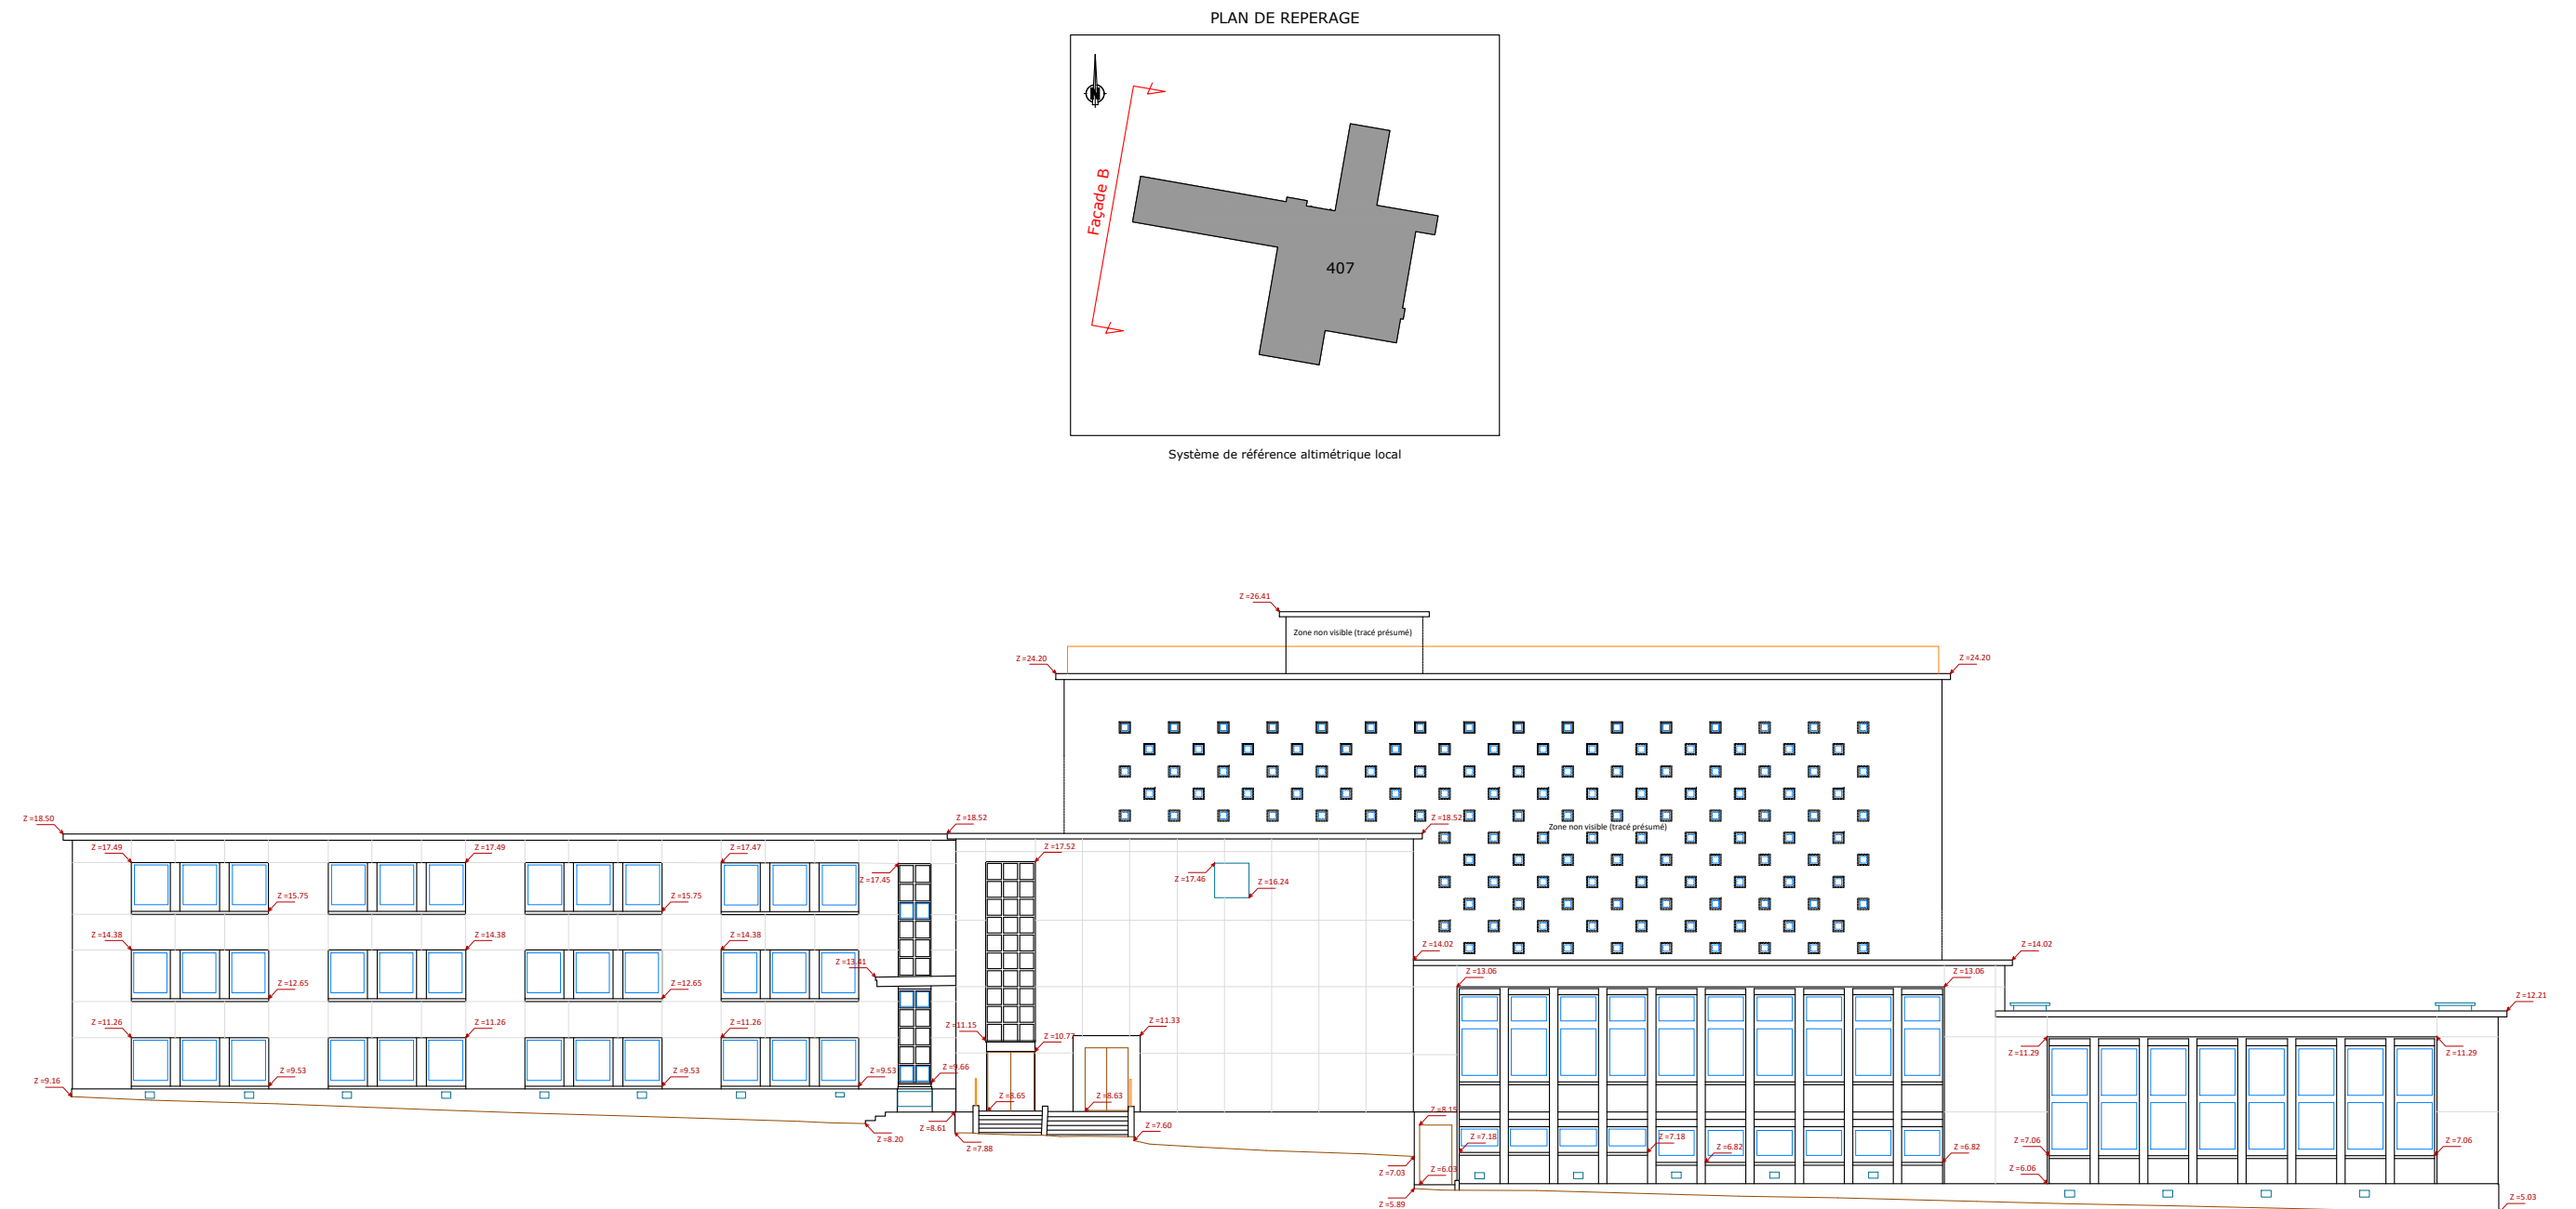 PLAN DE REPERAGE
N
Façade B
407
Système de référence altimétrique local
Z =26.41
Zone non visible (tracé présumé)
Z =24.20
Z =24.20
Z =18.50
Z =18.52
Z =18.52
Zone non visible (tracé présumé)
Z =17.49
Z =17.49
Z =17.47
Z =17.45
Z =17.52
Z =17.46
Z =16.24
Z =15.75
Z =15.75
Z =14.38
Z =14.38
Z =14.38
Z =13.41
Z =14.02
Z =14.02
Z =13.06
Z =13.06
Z =12.65
Z =12.65
Z =12.21
Z =11.26
Z =11.26
Z =11.26
Z =11.15
Z =10.77
Z =11.33
Z =11.29
Z =11.29
Z =9.16
Z =9.53
Z =9.53
Z =9.53
Z =9.66
Z =8.65
Z =8.63
Z =8.20
Z =8.61
Z =7.88
Z =7.60
Z =8.15
Z =7.18
Z =7.18
Z =6.82
Z =6.82
Z =7.03
Z =6.03
Z =5.89
Z =7.06
Z =7.06
Z =6.06
Z =5.03